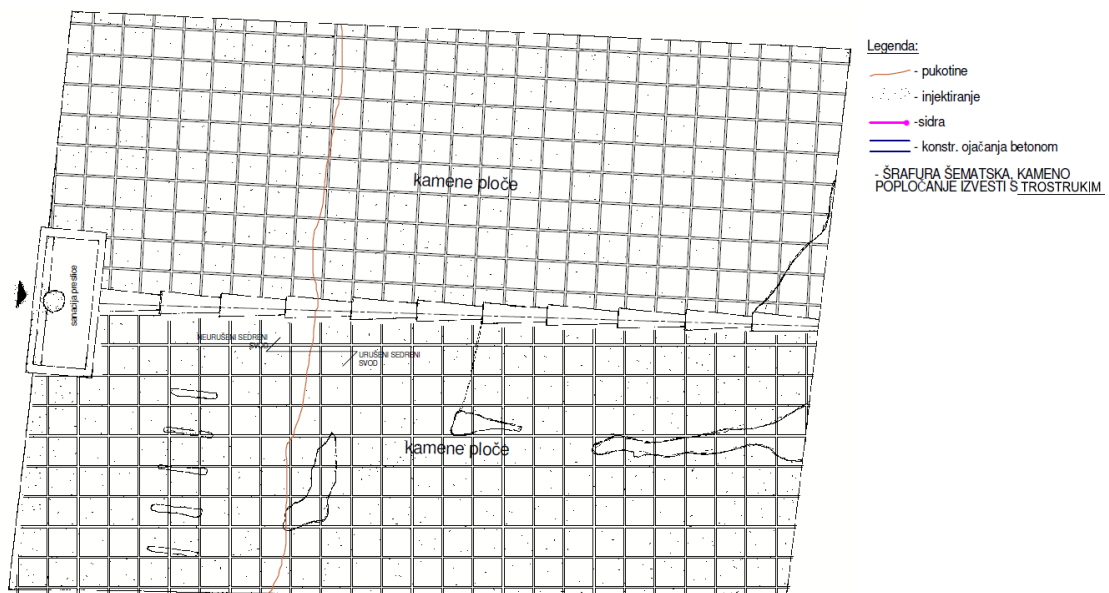 Legenda:
- pukotine
- injektiranje
-sidra
- konstr. ojačanja betonom
- ŠRAFURA ŠEMATSKA, KAMENO
POPLOČANJE IZVESTI S TROSTRUKIM
kamene ploče
sanacija prestice
NEURUŠENI SEDRENI
SVOD
URUŠENI SEDRENI
SVOD
kamene ploče